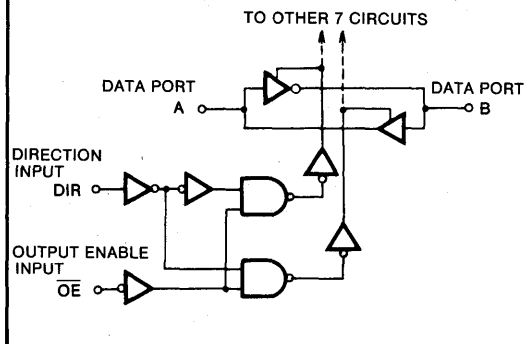 TO OTHER 7 CIRCUITS
DATA PORT
A
DATA PORT
B
DIRECTION
INPUT
DIR
OUTPUT ENABLE
INPUT
OE